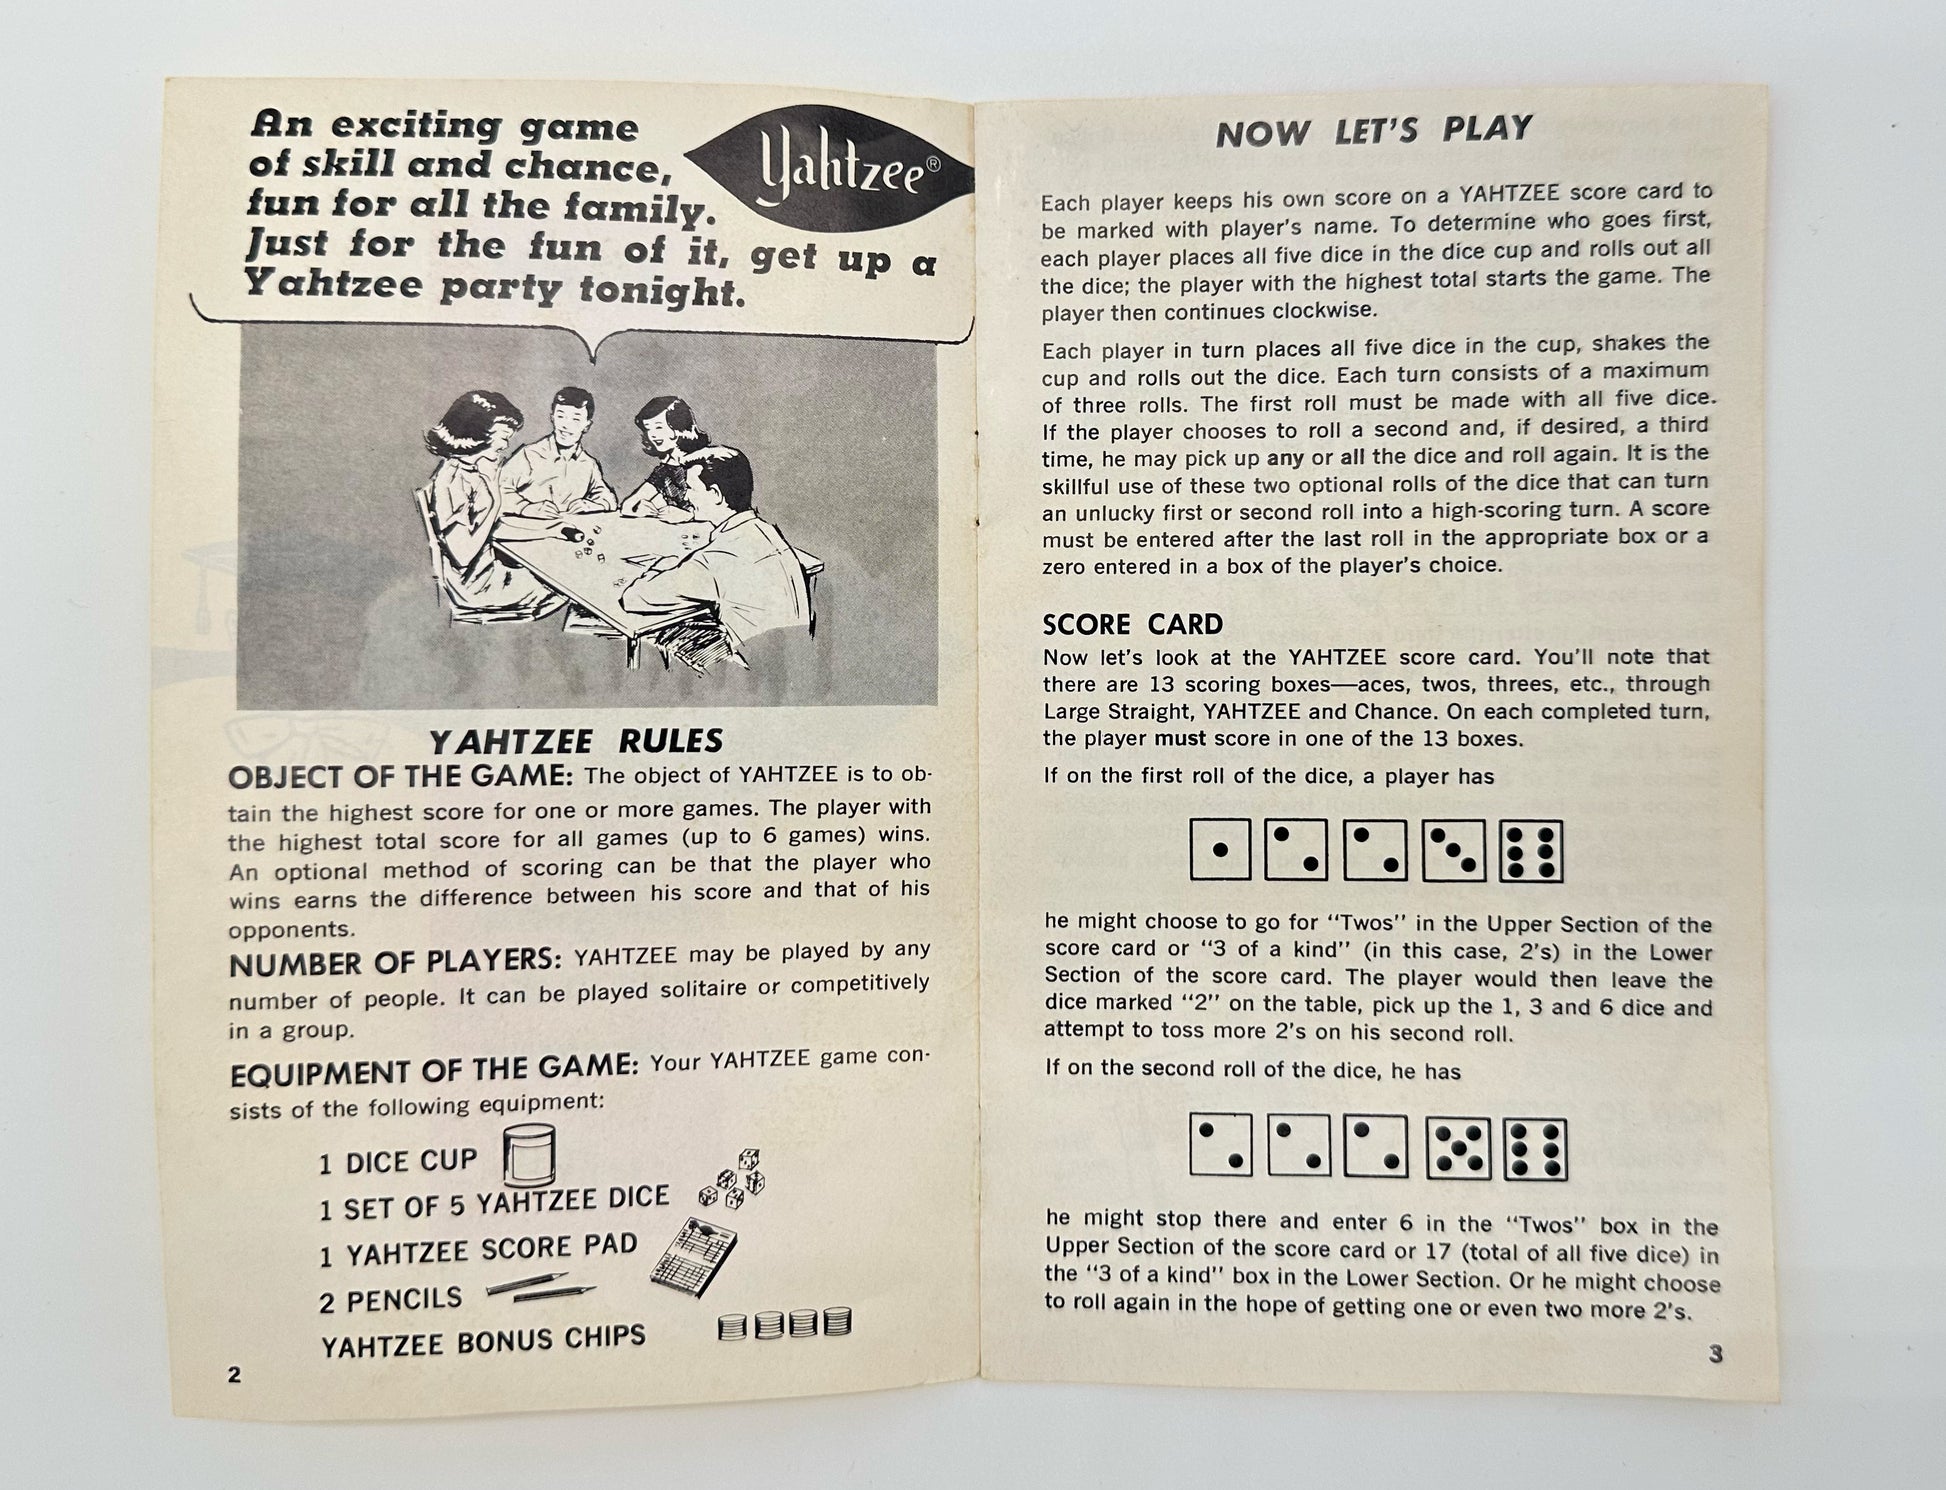 An exciting game
of skill and chance,
fun for all the family.
Just for the fun of it, get up a
Yahtzee party tonight.
Yahtzee®
YAHTZEE RULES
OBJECT OF THE GAME: The object of YAHTZEE is to ob-
tain the highest score for one or more games. The player with
the highest total score for all games (up to 6 games) wins.
An optional method of scoring can be that the player who
wins earns the difference between his score and that of his
opponents.
NUMBER OF PLAYERS: YAHTZEE may be played by any
number of people. It can be played solitaire or competitively
in a group.
EQUIPMENT OF THE GAME: Your YAHTZEE game con-
sists of the following equipment:
1 DICE CUP
1 SET OF 5 YAHTZEE DICE
1 YAHTZEE SCORE PAD
2 PENCILS
YAHTZEE BONUS CHIPS
2
NOW LET'S PLAY
Each player keeps his own score on a YAHTZEE score card to
be marked with player's name. To determine who goes first,
each player places all five dice in the dice cup and rolls out all
the dice; the player with the highest total starts the game. The
player then continues clockwise.
Each player in turn places all five dice in the cup, shakes the
cup and rolls out the dice. Each turn consists of a maximum
of three rolls. The first roll must be made with all five dice.
If the player chooses to roll a second and, if desired, a third
time, he may pick up any or all the dice and roll again. It is the
skillful use of these two optional rolls of the dice that can turn
an unlucky first or second roll into a high-scoring turn. A score
must be entered after the last roll in the appropriate box or a
zero entered in a box of the player's choice.
SCORE CARD
Now let's look at the YAHTZEE score card. You'll note that
there are 13 scoring boxes—aces, twos, threes, etc., through
Large Straight, YAHTZEE and Chance. On each completed turn,
the player must score in one of the 13 boxes.
If on the first roll of the dice, a player has
he might choose to go for "Twos" in the Upper Section of the
score card or "3 of a kind" (in this case, 2's) in the Lower
Section of the score card. The player would then leave the
dice marked "2" on the table, pick up the 1, 3 and 6 dice and
attempt to toss more 2's on his second roll.
If on the second roll of the dice, he has
he might stop there and enter 6 in the "Twos" box in the
Upper Section of the score card or 17 (total of all five dice) in
the "3 of a kind" box in the Lower Section. Or he might choose
to roll again in the hope of getting one or even two more 2's.
3